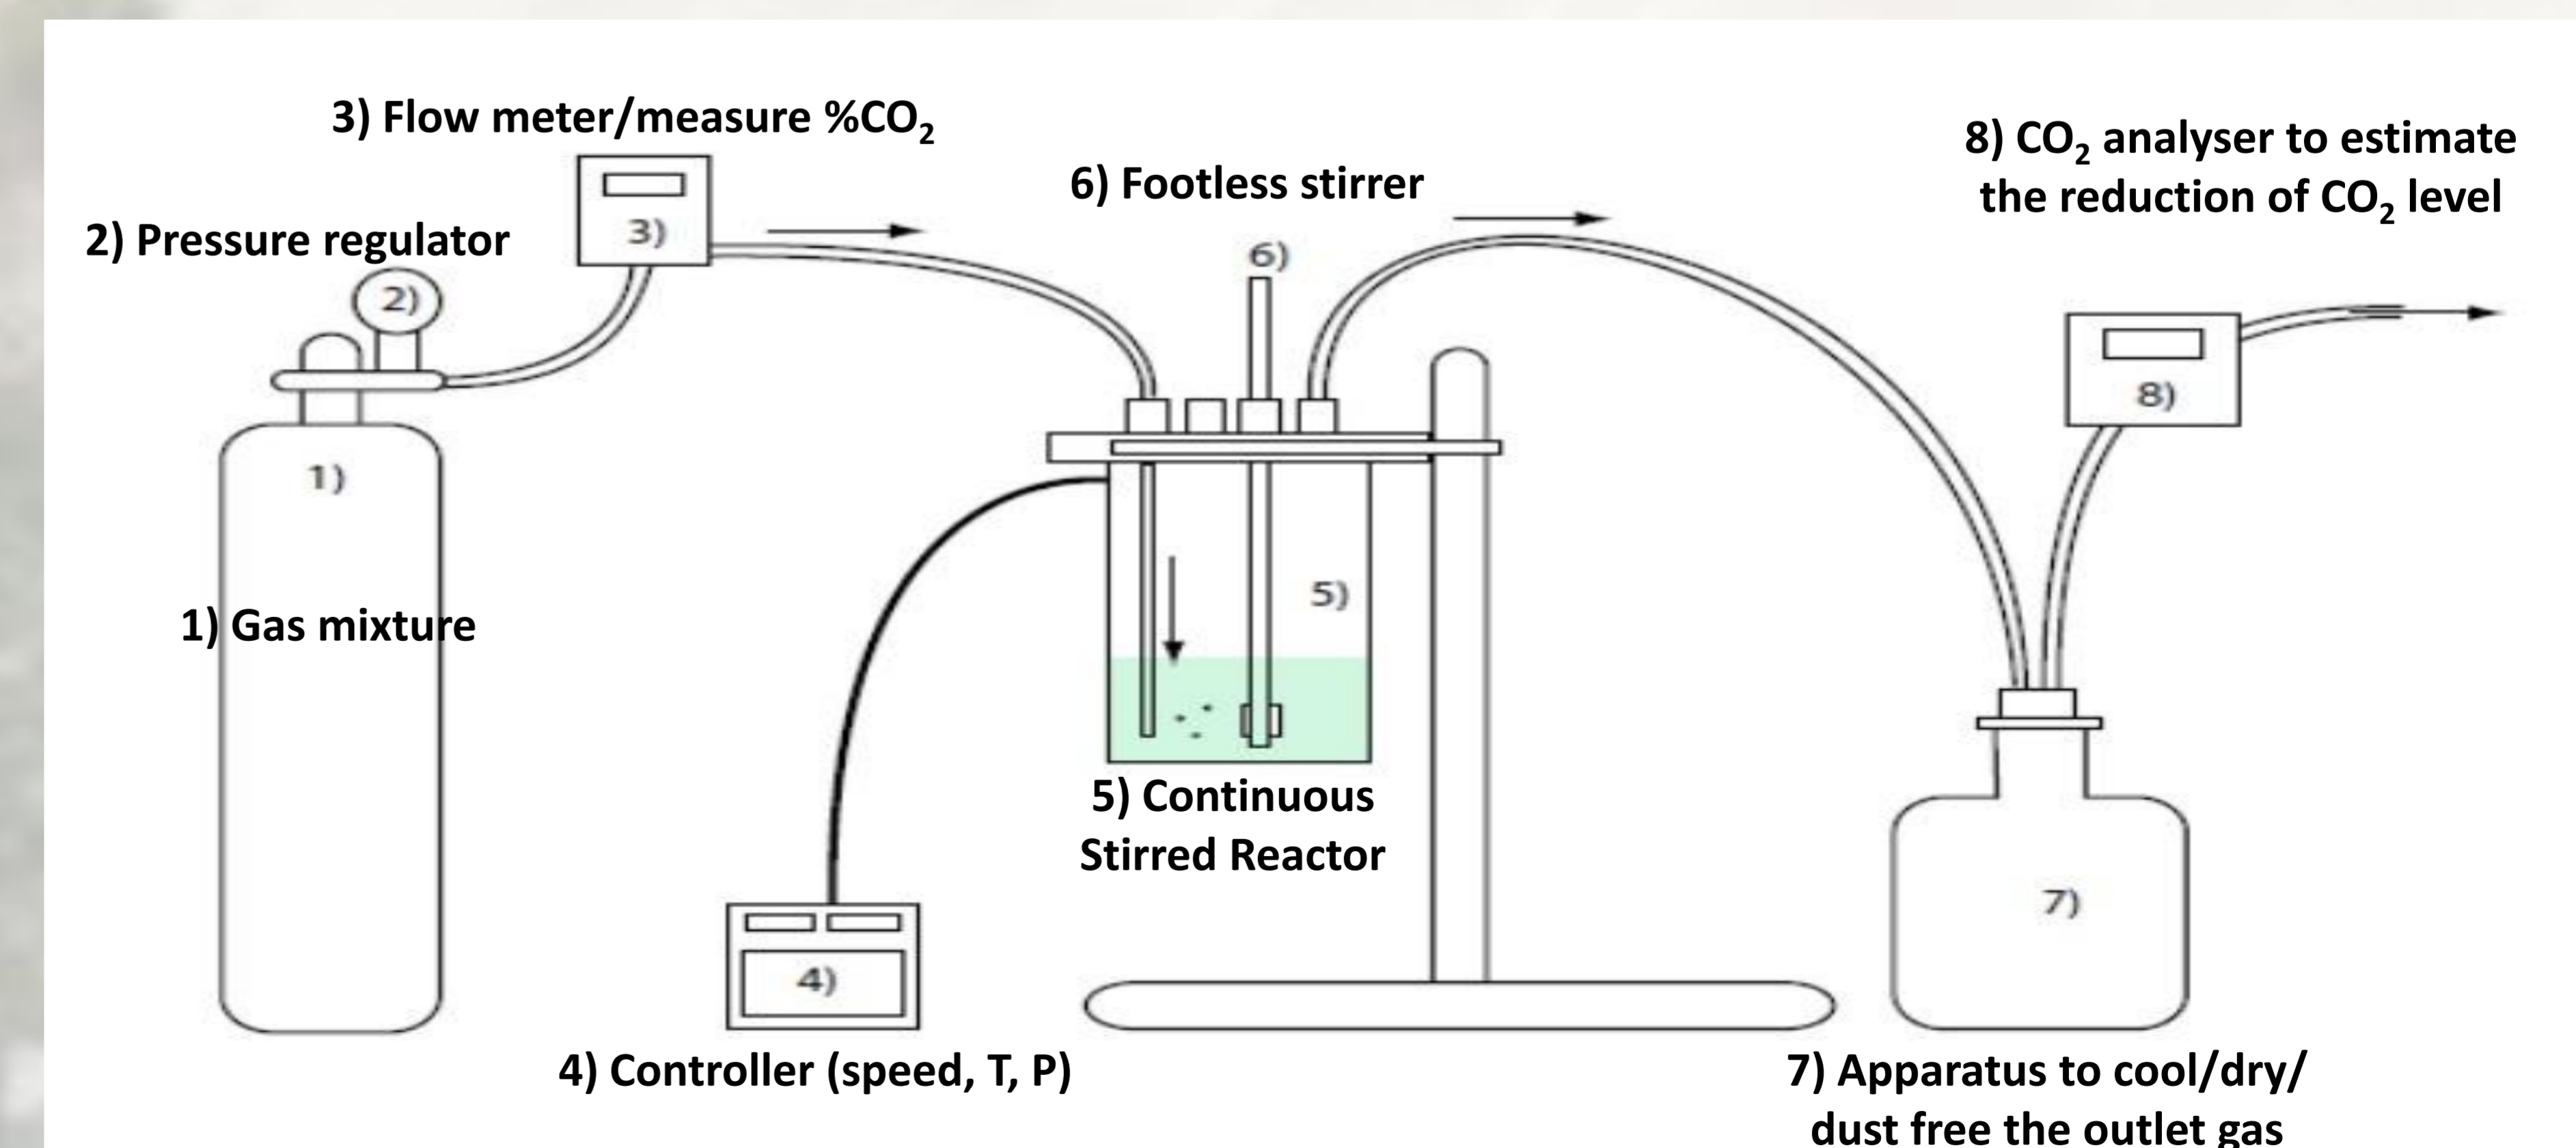 3) Flow meter/measure %CO₂
8) CO₂ analyser to estimate
the reduction of CO₂ level
6) Footless stirrer
2) Pressure regulator
3)
6)
2)
8)
1)
5)
1) Gas mixture
5) Continuous
Stirred Reactor
7)
4)
4) Controller (speed, T, P)
7) Apparatus to cool/dry/
dust free the outlet gas